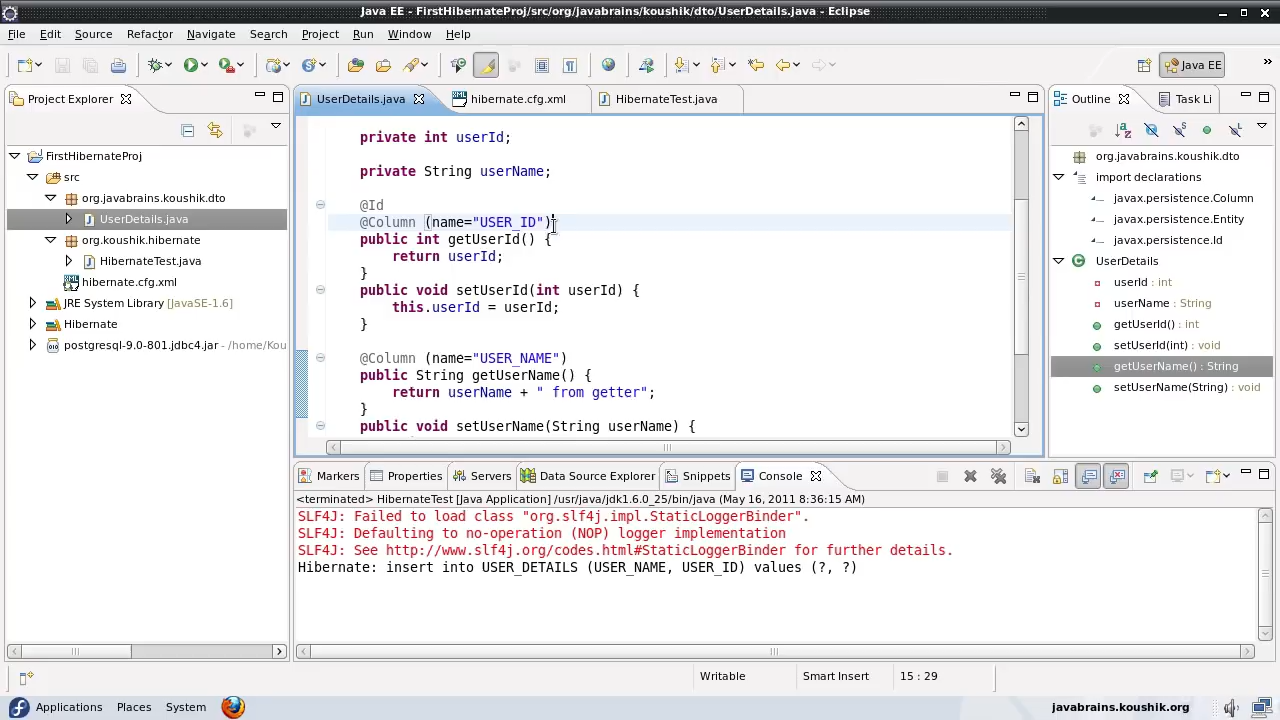 Java EE - FirstHibernateProj/src/org/javabrains/koushik/dto/UserDetails.java - Eclipse
File Edit Source Refactor Navigate Search Project Run Window Help
Java EE
Project Explorer
FirstHibernateProj
src
org.javabrains.koushik.dto
UserDetails.java
org.koushik.hibernate
HibernateTest.java
hibernate.cfg.xml
JRE System Library [JavaSE-1.6]
Hibernate
postgresql-9.0-801.jdbc4.jar - /home/Kou
UserDetails.java hibernate.cfg.xml HibernateTest.java
private int userId;
private String userName;
@Id
@Column (name="USER_ID")
public int getUserId() {
return userId;
}
public void setUserId(int userId) {
this.userId = userId;
}
@Column (name="USER_NAME")
public String getUserName() {
return userName + " from getter";
}
public void setUserName(String userName) {
Outline Task Li
org.javabrains.koushik.dto
import declarations
javax.persistence.Column
javax.persistence.Entity
javax.persistence.Id
UserDetails
userId : int
userName : String
getUserId() : int
setUserId(int) : void
getUserName() : String
setUserName(String) : void
Markers Properties Servers Data Source Explorer Snippets Console
<terminated> HibernateTest [Java Application] /usr/java/jdk1.6.0_25/bin/java (May 16, 2011 8:36:15 AM)
SLF4J: Failed to load class "org.slf4j.impl.StaticLoggerBinder".
SLF4J: Defaulting to no-operation (NOP) logger implementation
SLF4J: See http://www.slf4j.org/codes.html#StaticLoggerBinder for further details.
Hibernate: insert into USER_DETAILS (USER_NAME, USER_ID) values (?, ?)
Writable Smart Insert 15 : 29
Applications Places System javabrains.koushik.org